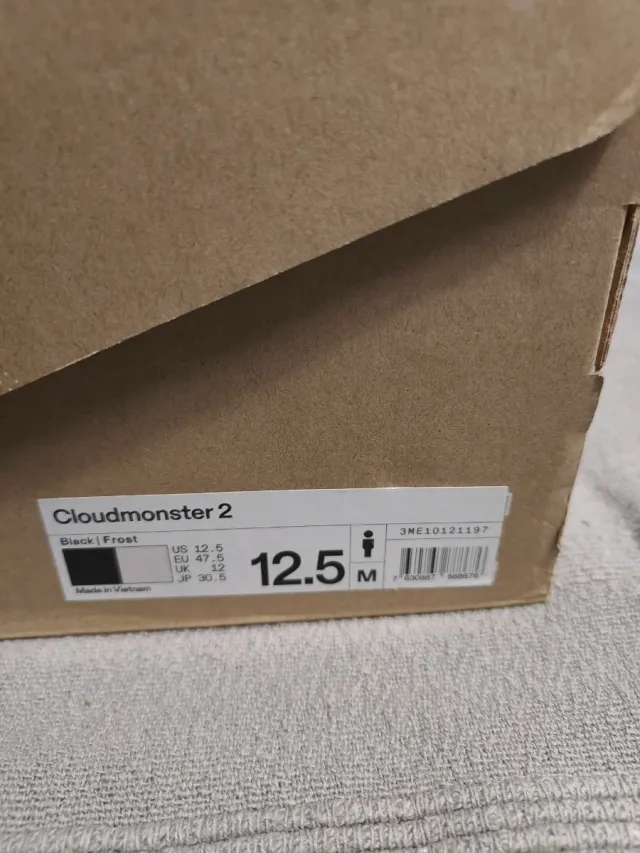 Cloudmonster 2
Black | Frost
US 12.5
EU 47.5
UK 12
JP 30.5
Made in Vietnam
12.5
M
3ME10121197